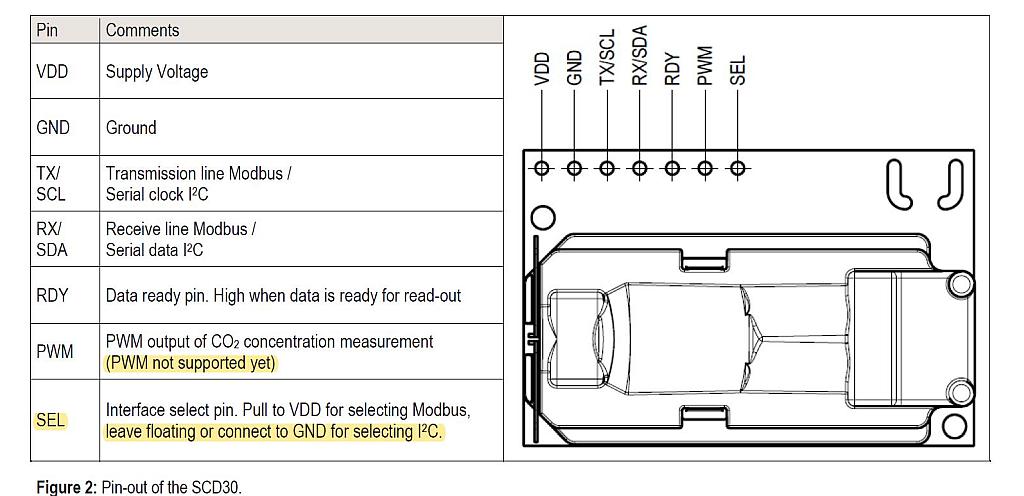 Pin Comments
VDD Supply Voltage
GND Ground
TX/ Transmission line Modbus /
SCL Serial clock I²C
RX/ Receive line Modbus /
SDA Serial data I²C
RDY Data ready pin. High when data is ready for read-out
PWM PWM output of CO₂ concentration measurement
(PWM not supported yet)
SEL Interface select pin. Pull to VDD for selecting Modbus,
leave floating or connect to GND for selecting I²C.
VDD
GND
TX/SCL
RX/SDA
RDY
PWM
SEL
Figure 2: Pin-out of the SCD30.